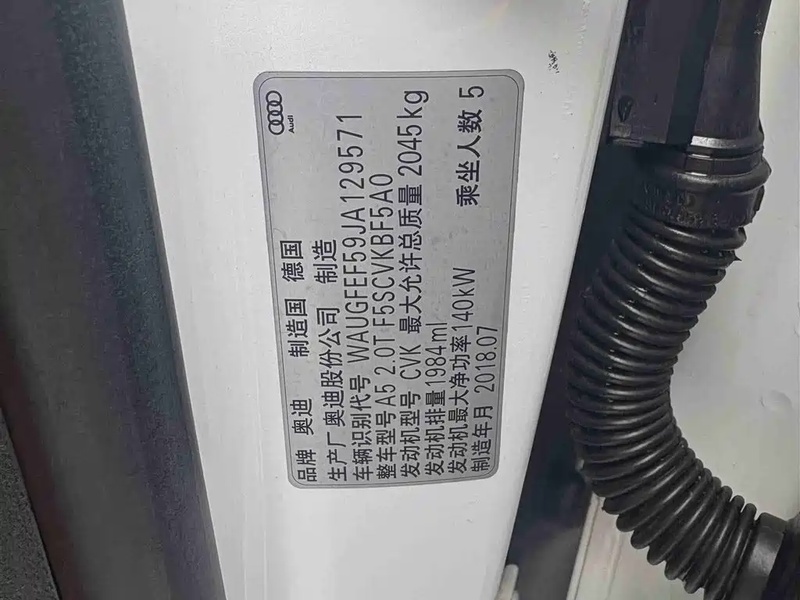 Audi
品牌 奥迪 制造国 德国
生产厂 奥迪股份公司 制造
车辆识别代号 WAUGFEF59JA129571
整车型号 A5 2.0T F5SCVKBF5A0
发动机型号 CVK 最大允许总质量 2045kg
发动机排量 1984ml
发动机最大净功率 140kW
制造年月 2018.07 乘坐人数 5